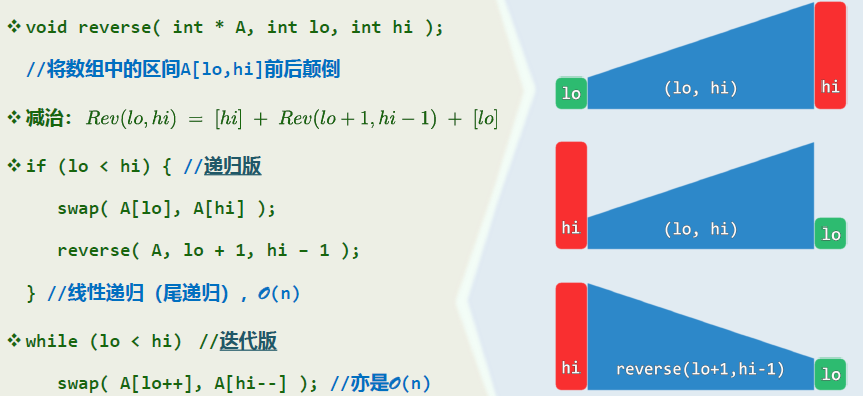 ❖ void reverse( int * A, int lo, int hi );
//将数组中的区间A[lo,hi]前后颠倒
❖ 减治： Rev(lo, hi) = [hi] + Rev(lo + 1, hi − 1) + [lo]
❖ if (lo < hi) { //递归版
swap( A[lo], A[hi] );
reverse( A, lo + 1, hi – 1 );
} //线性递归（尾递归）, 𝒪(n)
❖ while (lo < hi) //迭代版
swap( A[lo++], A[hi--] ); //亦是𝒪(n)
lo
(lo, hi)
hi
hi
(lo, hi)
lo
hi
reverse(lo+1,hi-1)
lo